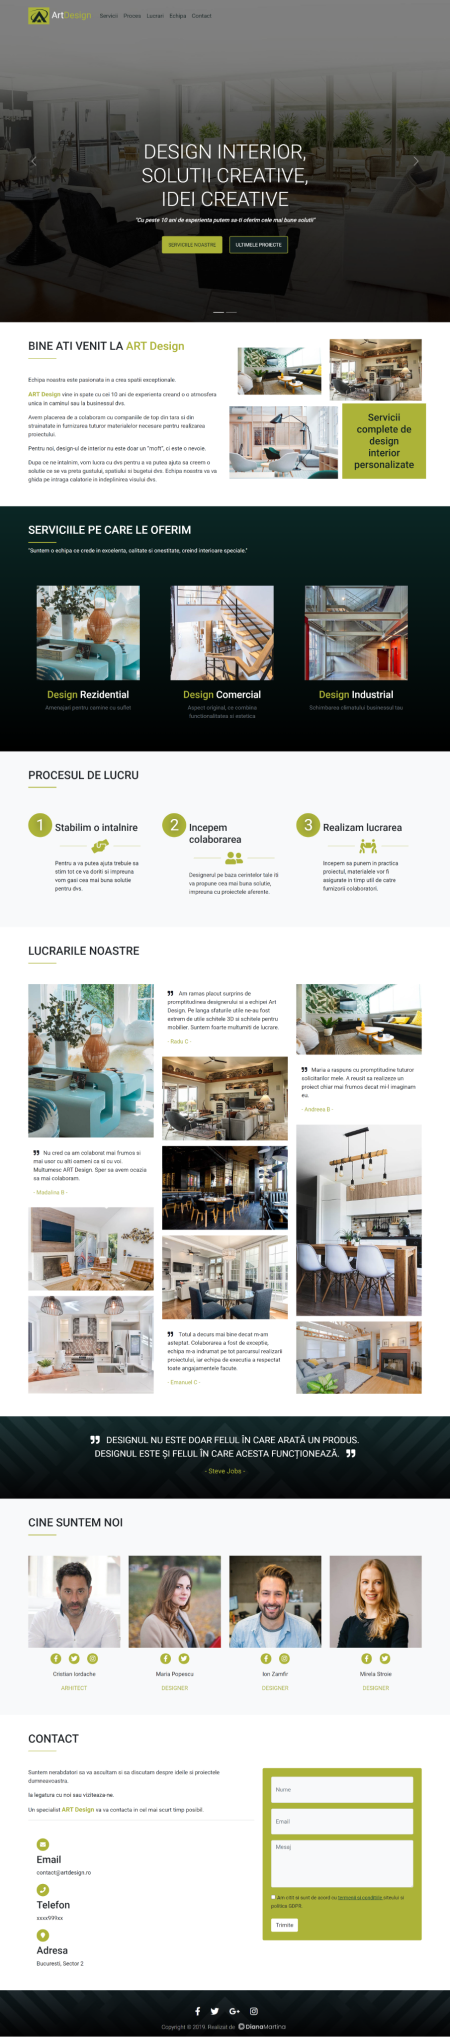 ArtDesign Servicii Proces Lucrari Echipa Contact
DESIGN INTERIOR,
SOLUTII CREATIVE,
IDEI CREATIVE
"Cu peste 10 ani de experienta putem sa-ti oferim cele mai bune solutii"
SERVICIILE NOASTRE ULTIMELE PROIECTE
BINE ATI VENIT LA ART Design
Echipa noastra este pasionata in a crea spatii exceptionale.
ART Design vine in spate cu cei 10 ani de experienta creand o o atmosfera
unica in caminul sau la businessul dvs.
Avem placerea de a colabora cu companiile de top din tara si din
strainatate in furnizarea tuturor materialelor necesare pentru realizarea
proiectului.
Pentru noi, design-ul de interior nu este doar un "moft", ci este o nevoie.
Dupa ce ne intalnim, vom lucra cu dvs pentru a va putea ajuta sa creem o
solutie ce se va preta gustului, spatiului si bugetui dvs. Echipa noastra va va
ghida pe intraga calatorie in indeplinirea visului dvs.
Servicii
complete de
design
interior
personalizate
SERVICIILE PE CARE LE OFERIM
"Suntem o echipa ce crede in excelenta, calitate si onestitate, creind interioare speciale."
Design Rezidential
Amenajari pentru camine cu suflet
Design Comercial
Aspect original, ce combina
functionalitatea si estetica
Design Industrial
Schimbarea climatului businessul tau
PROCESUL DE LUCRU
1 Stabilim o intalnire
Pentru a va putea ajuta trebuie sa
stim tot ce va doriti si impreuna
vom gasi cea mai buna solutie
pentru dvs.
2 Incepem
colaborarea
Designerul pe baza cerintelor tale iti
va propune cea mai buna solutie,
impreuna cu proiectele aferente.
3 Realizam lucrarea
Incepem sa punem in practica
proiectul, materialele vor fi
asigurate in timp util de catre
furnizorii colaboratori.
LUCRARILE NOASTRE
Nu cred ca am colaborat mai frumos si
mai usor cu alti oameni ca si cu voi.
Multumesc ART Design. Sper sa avem ocazia
sa mai colaboram.
- Madalina B -
Am ramas placut surprins de
promptitudinea designerului si a echipei Art
Design. Pe langa sfaturile utile ne-au fost
extrem de utile schitele 3D si schitele pentru
mobilier. Suntem foarte multumiti de lucrare.
- Radu C -
Totul a decurs mai bine decat m-am
asteptat. Colaborarea a fost de exceptie,
echipa m-a indrumat pe tot parcursul realizarii
proiectului, iar echipa de executia a respectat
toate angajamentele facute.
- Emanuel C -
Maria a raspuns cu promptitudine tuturor
solicitarilor mele. A reusit sa realizeze un
proiect chiar mai frumos decat mi-l imaginam
eu.
- Andreea B -
DESIGNUL NU ESTE DOAR FELUL ÎN CARE ARATĂ UN PRODUS.
DESIGNUL ESTE ȘI FELUL ÎN CARE ACESTA FUNCȚIONEAZĂ.
- Steve Jobs -
CINE SUNTEM NOI
Cristian Iordache
ARHITECT
Maria Popescu
DESIGNER
Ion Zamfir
DESIGNER
Mirela Stroie
DESIGNER
CONTACT
Suntem nerabdatori sa va ascultam si sa discutam despre ideile si proiectele
dumneavoastra.
Ia legatura cu noi sau viziteaza-ne.
Un specialist ART Design va va contacta in cel mai scurt timp posibil.
Email
contact@artdesign.ro
Telefon
xxxx999xx
Adresa
Bucuresti, Sector 2
Nume
Email
Mesaj
Am citit si sunt de acord cu termenii si conditiile siteului si
politica GDPR.
Trimite
Copyright © 2019. Realizat de DianaMartina